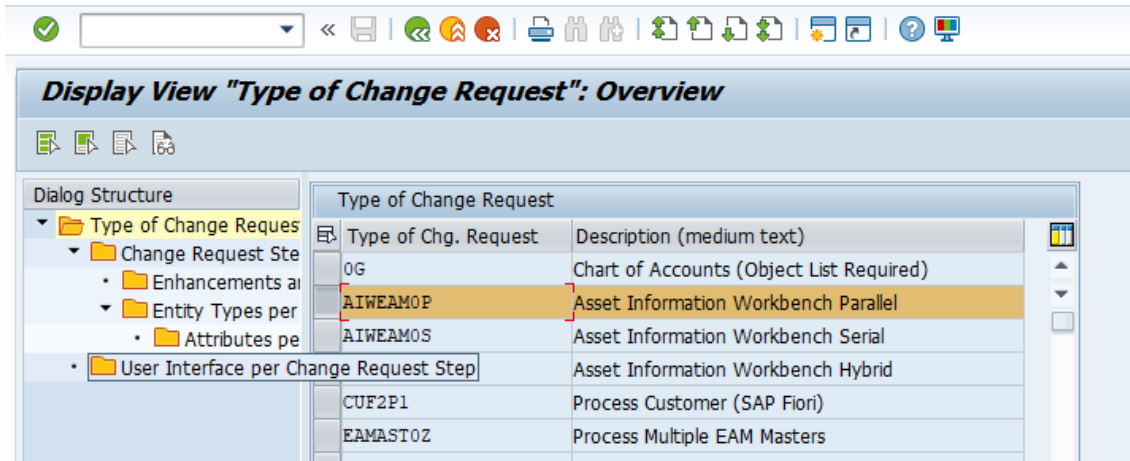 Display View "Type of Change Request": Overview
Dialog Structure
Type of Change Reques
Change Request Ste
Enhancements a
Entity Types per
Attributes pe
User Interface per Change Request Step
Type of Change Request
Type of Chg. Request Description (medium text)
0G Chart of Accounts (Object List Required)
AIWEAM0P Asset Information Workbench Parallel
AIWEAM0S Asset Information Workbench Serial
Asset Information Workbench Hybrid
CUF2P1 Process Customer (SAP Fiori)
EAMAST0Z Process Multiple EAM Masters